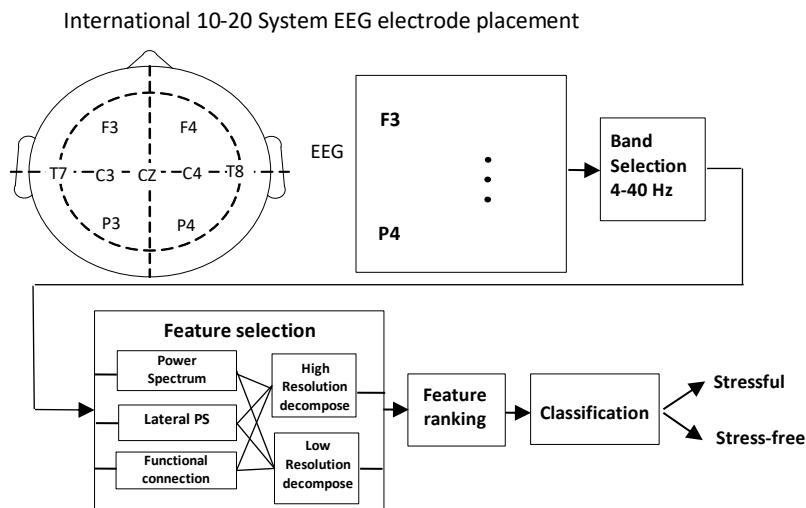 International 10-20 System EEG electrode placement
F3 F4
T7 C3 CZ C4 T8
P3 P4
EEG
F3
P4
Band
Selection
4-40 Hz
Feature selection
Power
Spectrum
Lateral PS
Functional
connection
High
Resolution
decompose
Low
Resolution
decompose
Feature
ranking
Classification
Stressful
Stress-free